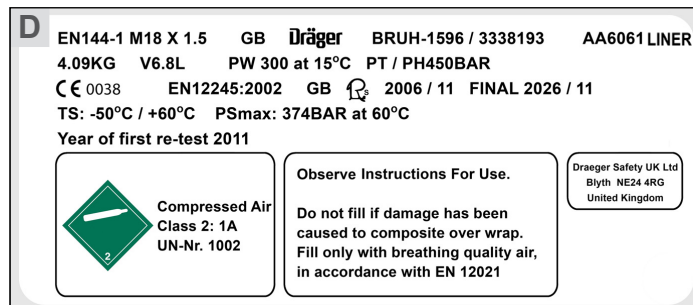 D
EN144-1 M18 X 1.5 GB Dräger BRUH-1596 / 3338193 AA6061 LINER
4.09KG V6.8L PW 300 at 15°C PT / PH450BAR
CE 0038 EN12245:2002 GB Rs 2006 / 11 FINAL 2026 / 11
TS: -50°C / +60°C PSmax: 374BAR at 60°C
Year of first re-test 2011
Compressed Air
Class 2: 1A
UN-Nr. 1002
2
Observe Instructions For Use.
Do not fill if damage has been
caused to composite over wrap.
Fill only with breathing quality air,
in accordance with EN 12021
Draeger Safety UK Ltd
Blyth NE24 4RG
United Kingdom